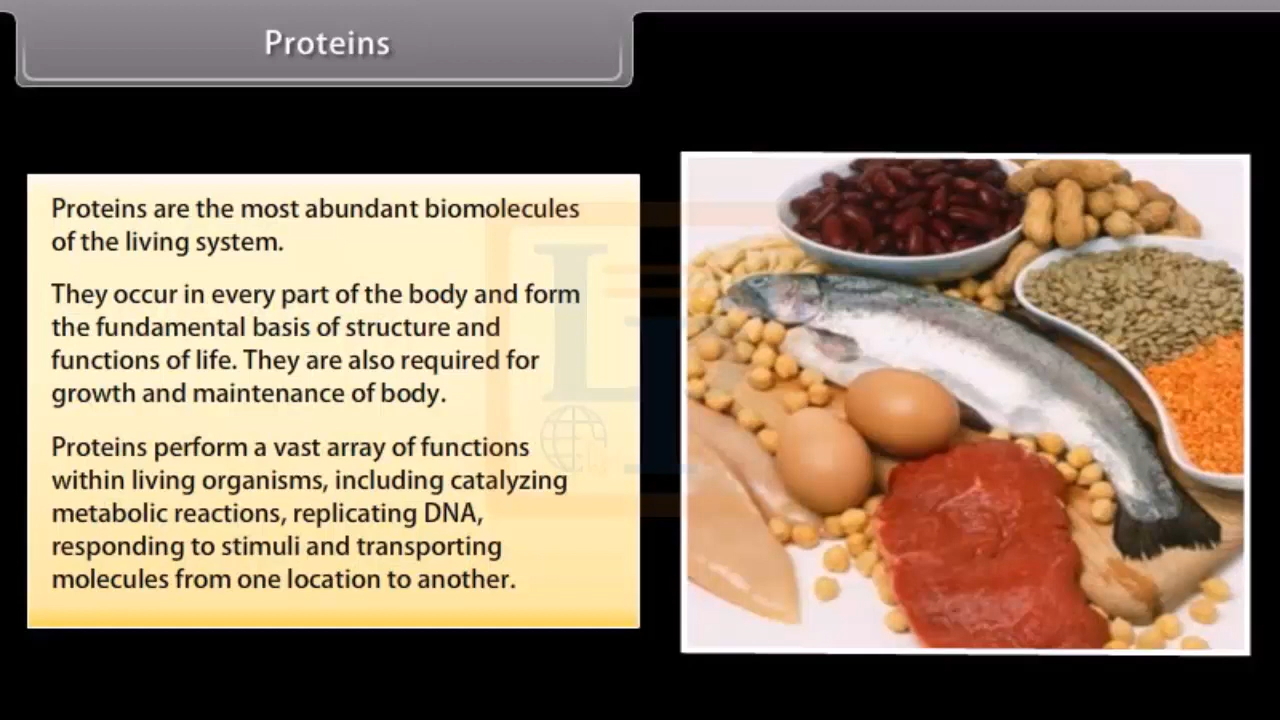 Proteins
Proteins are the most abundant biomolecules
of the living system.
They occur in every part of the body and form
the fundamental basis of structure and
functions of life. They are also required for
growth and maintenance of body.
Proteins perform a vast array of functions
within living organisms, including catalyzing
metabolic reactions, replicating DNA,
responding to stimuli and transporting
molecules from one location to another.